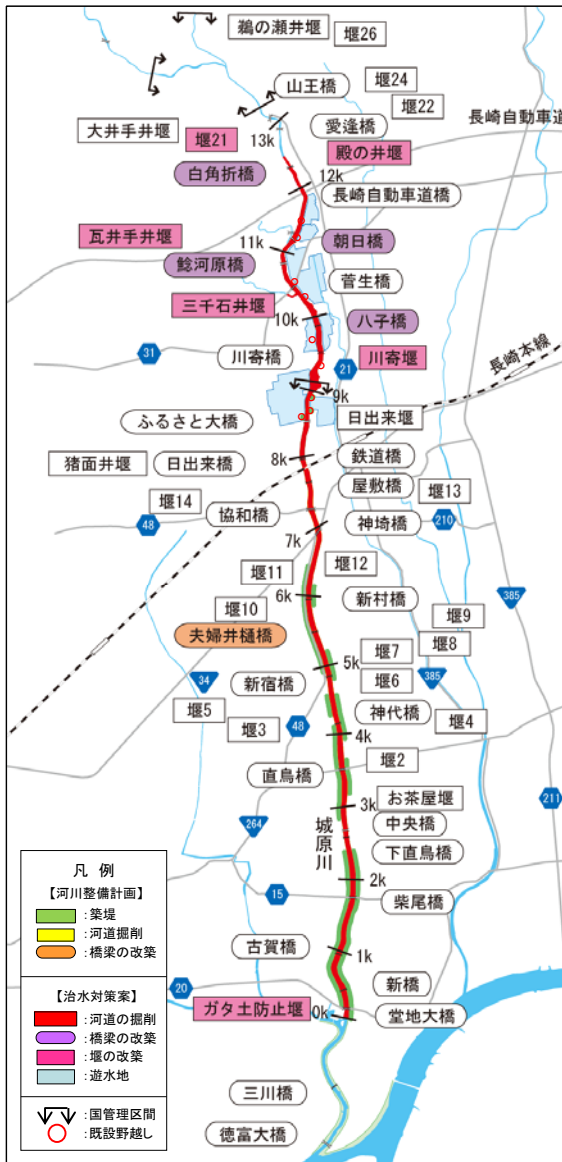 鵜の瀬井堰
堰26
山王橋
堰24
堰22
大井手井堰
堰21
13k
愛逢橋
長崎自動車道
殿の井堰
白角折橋
12k
長崎自動車道橋
瓦井手井堰
11k
朝日橋
鯰河原橋
菅生橋
三千石井堰
10k
八子橋
31
川寄橋
川寄堰
21
長崎本線
9k
ふるさと大橋
日出来堰
猪面井堰
日出来橋
8k
鉄道橋
屋敷橋
堰14
堰13
48
協和橋
7k
神埼橋
210
堰11
堰12
385
6k
新村橋
堰10
堰9
夫婦井樋橋
堰8
5k
堰7
34
新宿橋
堰6
385
堰5
堰3
48
神代橋
堰4
4k
直鳥橋
堰2
3k
お茶屋堰
211
264
城原川
中央橋
下直鳥橋
2k
15
柴尾橋
古賀橋
1k
20
新橋
ガタ土防止堰
0k
堂地大橋
三川橋
徳富大橋
凡 例
【河川整備計画】
:築堤
:河道掘削
:橋梁の改築
【治水対策案】
:河道の掘削
:橋梁の改築
:堰の改築
:遊水地
:国管理区間
:既設野越し